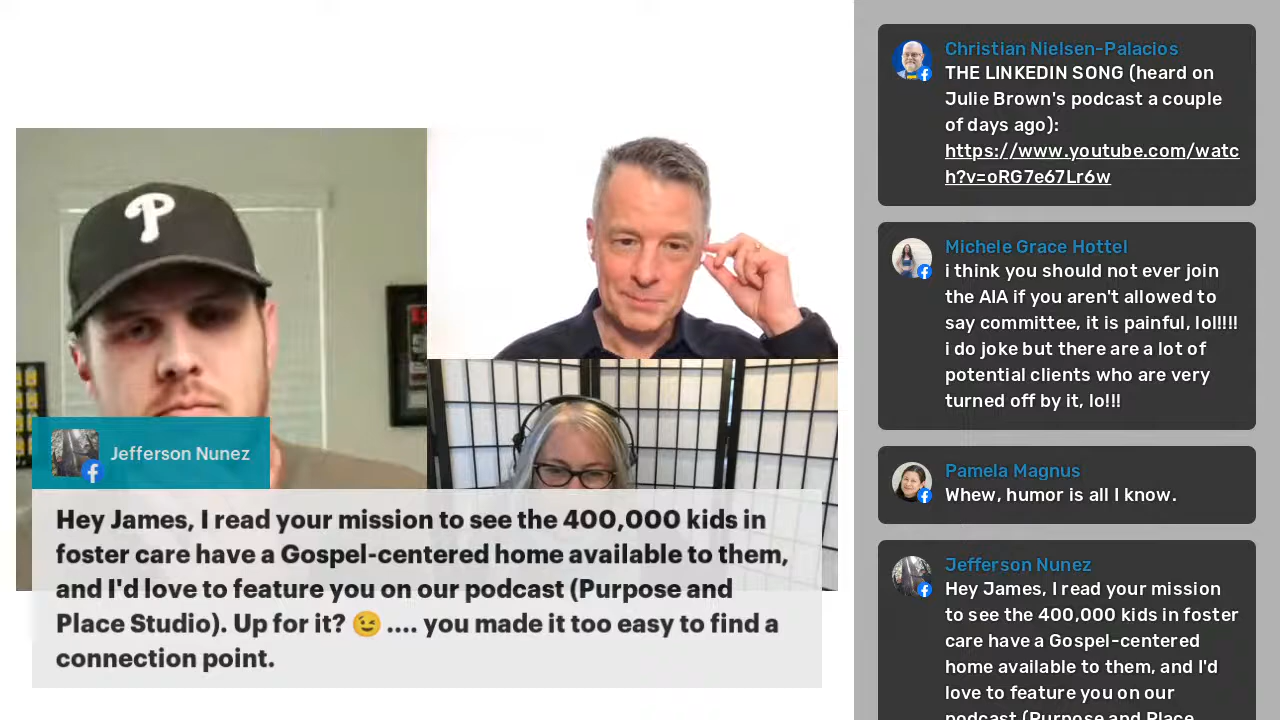 P
Jefferson Nunez
Hey James, I read your mission to see the 400,000 kids in
foster care have a Gospel-centered home available to them,
and I'd love to feature you on our podcast (Purpose and
Place Studio). Up for it? 😉 .... you made it too easy to find a
connection point.
Christian Nielsen-Palacios
THE LINKEDIN SONG (heard on
Julie Brown's podcast a couple
of days ago):
https://www.youtube.com/watc
h?v=oRG7e67Lr6w
Michele Grace Hottel
i think you should not ever join
the AIA if you aren't allowed to
say committee, it is painful, lol!!!!
i do joke but there are a lot of
potential clients who are very
turned off by it, lo!!!
Pamela Magnus
Whew, humor is all I know.
Jefferson Nunez
Hey James, I read your mission
to see the 400,000 kids in foster
care have a Gospel-centered
home available to them, and I'd
love to feature you on our
podcast (Purpose and Place